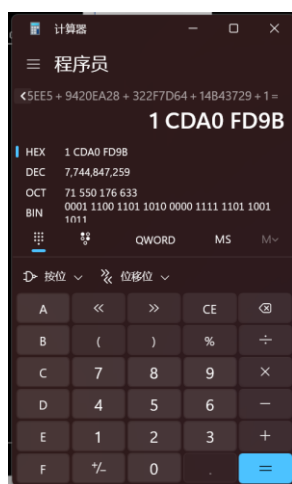 计算器
程序员
5EE5 + 9420EA28 + 322F7D64 + 14B43729 + 1 =
1 CDA0 FD9B
HEX 1 CDA0 FD9B
DEC 7,744,847,259
OCT 71 550 176 633
BIN 0001 1100 1101 1010 0000 1111 1101 1001
1011
QWORD MS M
按位 位移位
A « » CE
B ( ) % ÷
C 7 8 9 ×
D 4 5 6 −
E 1 2 3 +
F +/− 0 . =